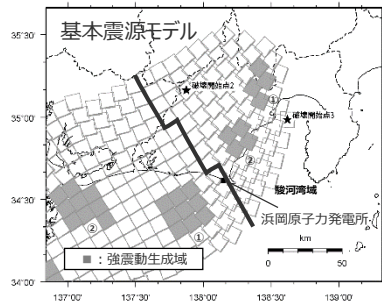 基本震源モデル
35°30'
破壊開始点2
①
35°00'
破壊開始点3
②
駿河湾域
34°30'
浜岡原子力発電所
②
①
km
0
50
■:強震動生成域
34°00'
137°00'
137°30'
138°00'
138°30'
139°00'